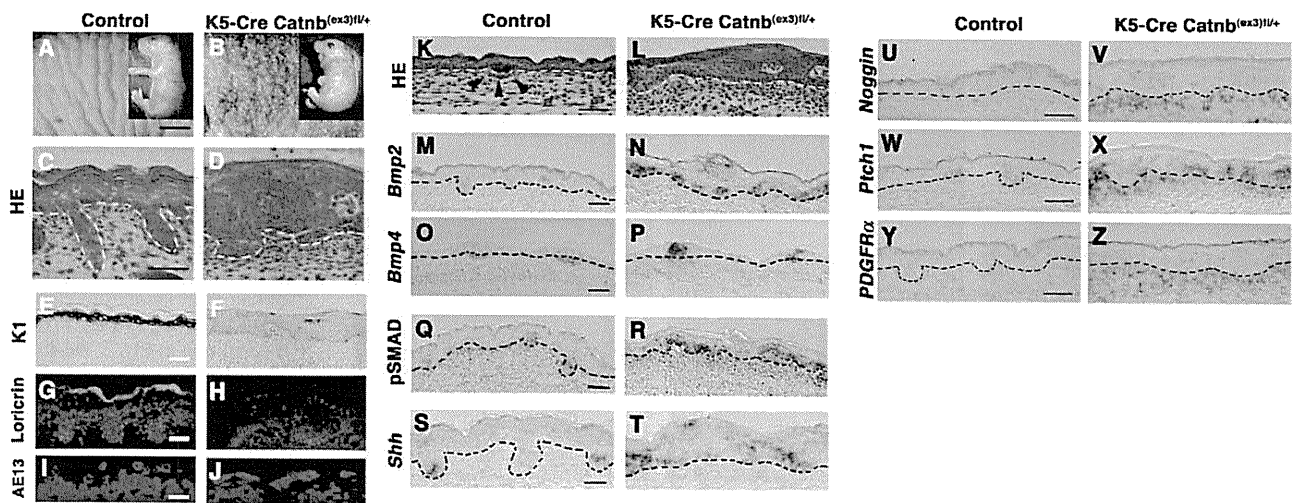 Control
K5-Cre Catnb(ex3)fl/+
A
B
HE
C
D
K1
E
F
Loricrin
G
H
AE13
I
J
K5-Cre Catnb(ex3)fl/+
Control
HE
K
L
Bmp2
M
N
Bmp4
O
P
pSMAD
Q
R
Shh
S
T
Control
K5-Cre Catnb(ex3)fl/+
Noggin
U
V
Ptch1
W
X
PDGFRα
Y
Z